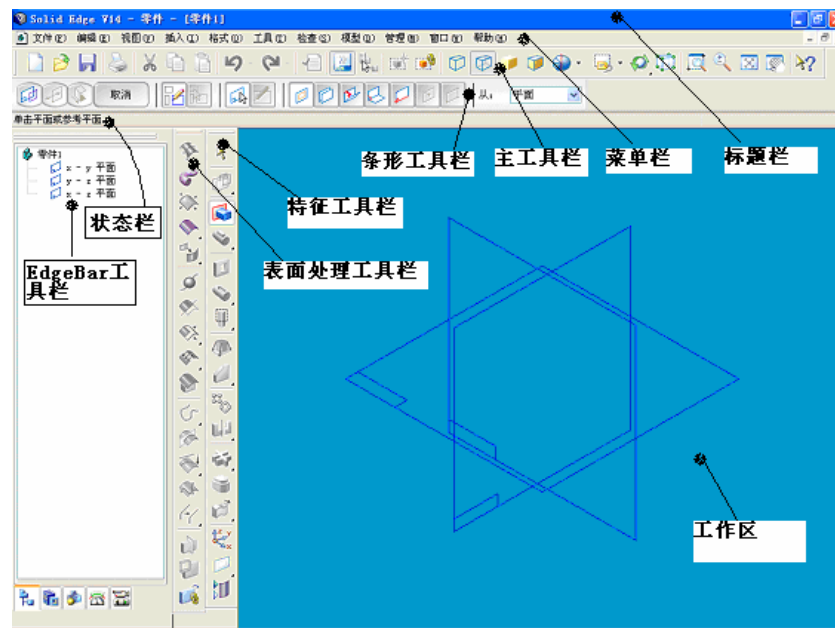 Solid Edge V14 - 零件 - [零件1]
文件(F) 编辑(E) 视图(V) 插入(I) 格式(O) 工具(T) 检查(S) 模型(D) 管理(N) 窗口(W) 帮助(H)
取消
从:
平面
单击平面或参考平面。
零件1
x - y 平面
y - z 平面
x - z 平面
条形工具栏
主工具栏
菜单栏
标题栏
状态栏
特征工具栏
EdgeBar工
具栏
表面处理工具栏
工作区